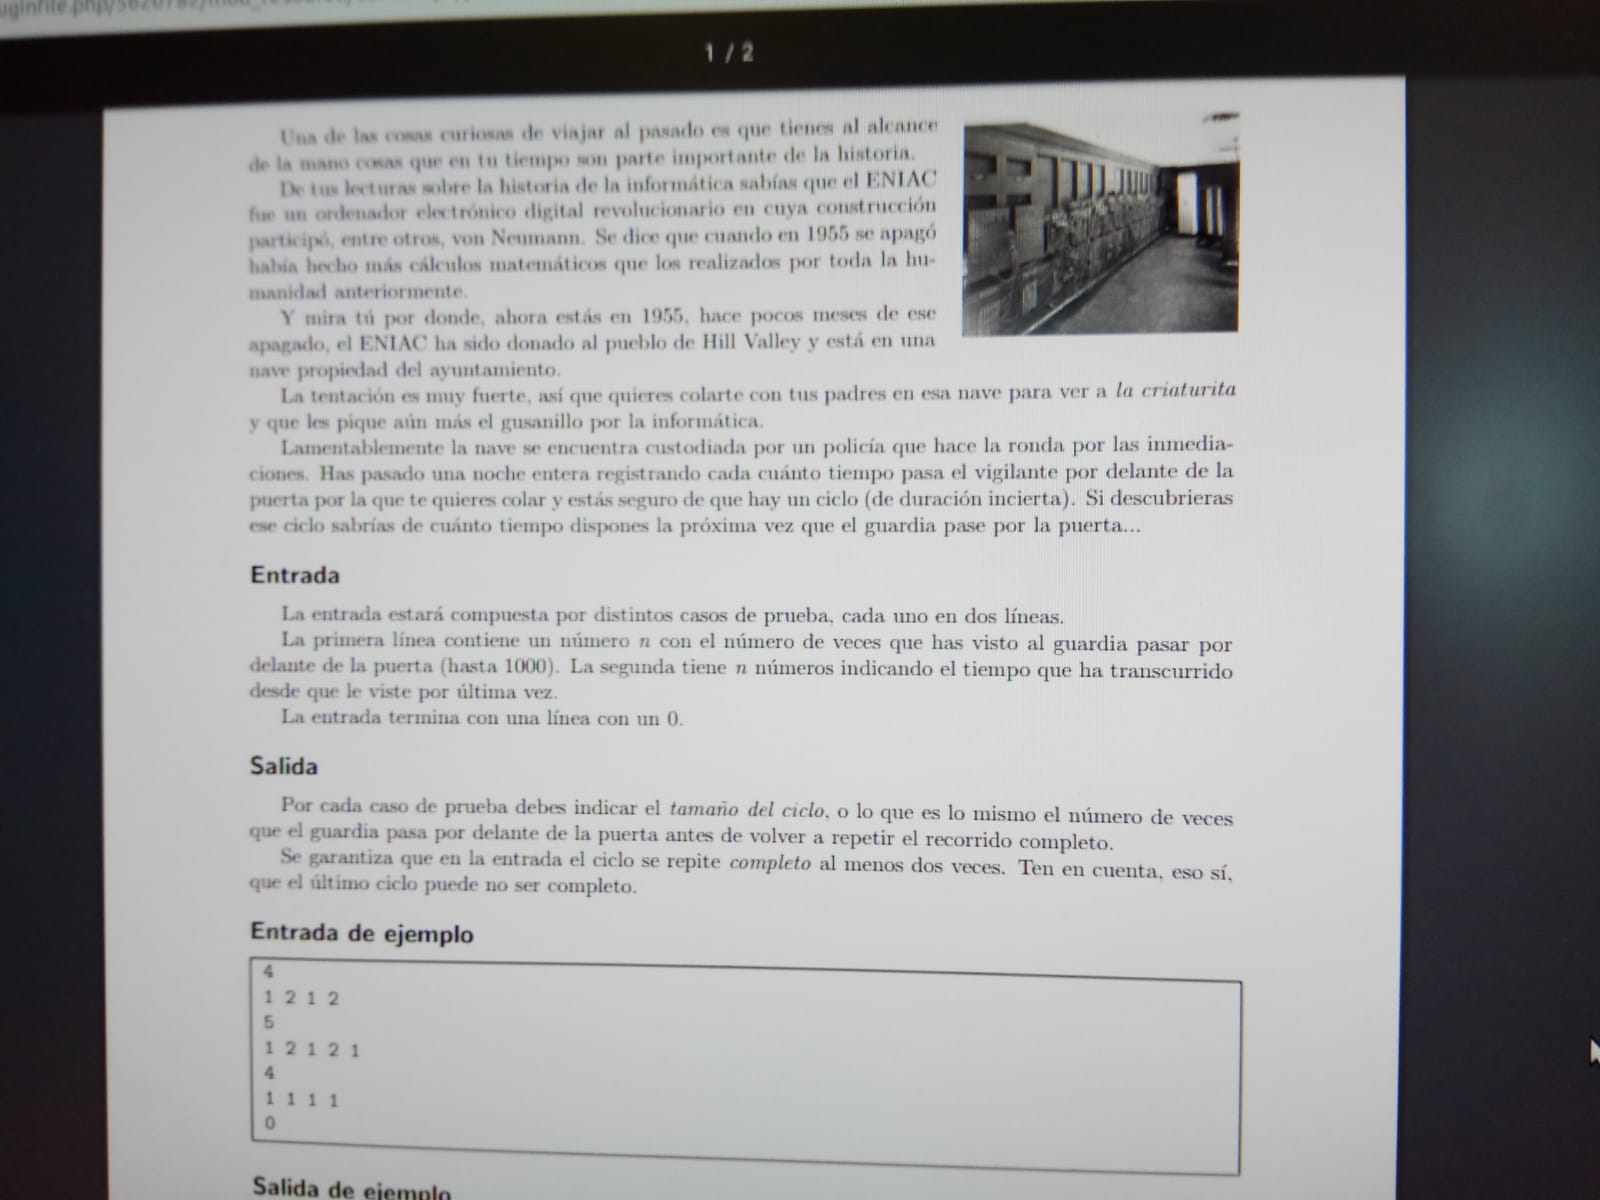 1 / 2
Una de las cosas curiosas de viajar al pasado es que tienes al alcance
de la mano cosas que en tu tiempo son parte importante de la historia.
De tus lecturas sobre la historia de la informática sabías que el ENIAC
fue un ordenador electrónico digital revolucionario en cuya construcción
participó, entre otros, von Neumann. Se dice que cuando en 1955 se apagó
había hecho más cálculos matemáticos que los realizados por toda la hu-
manidad anteriormente.
Y mira tú por donde, ahora estás en 1955, hace pocos meses de ese
apagado, el ENIAC ha sido donado al pueblo de Hill Valley y está en una
nave propiedad del ayuntamiento.
La tentación es muy fuerte, así que quieres colarte con tus padres en esa nave para ver a la criaturita
y que les pique aún más el gusanillo por la informática.
Lamentablemente la nave se encuentra custodiada por un policía que hace la ronda por las inmedia-
ciones. Has pasado una noche entera registrando cada cuánto tiempo pasa el vigilante por delante de la
puerta por la que te quieres colar y estás seguro de que hay un ciclo (de duración incierta). Si descubrieras
ese ciclo sabrías de cuánto tiempo dispones la próxima vez que el guardia pase por la puerta...
Entrada
La entrada estará compuesta por distintos casos de prueba, cada uno en dos líneas.
La primera línea contiene un número n con el número de veces que has visto al guardia pasar por
delante de la puerta (hasta 1000). La segunda tiene n números indicando el tiempo que ha transcurrido
desde que le viste por última vez.
La entrada termina con una línea con un 0.
Salida
Por cada caso de prueba debes indicar el tamaño del ciclo, o lo que es lo mismo el número de veces
que el guardia pasa por delante de la puerta antes de volver a repetir el recorrido completo.
Se garantiza que en la entrada el ciclo se repite completo al menos dos veces. Ten en cuenta, eso sí,
que el último ciclo puede no ser completo.
Entrada de ejemplo
4
1 2 1 2
5
1 2 1 2 1
4
1 1 1 1
0
Salida de ejemplo